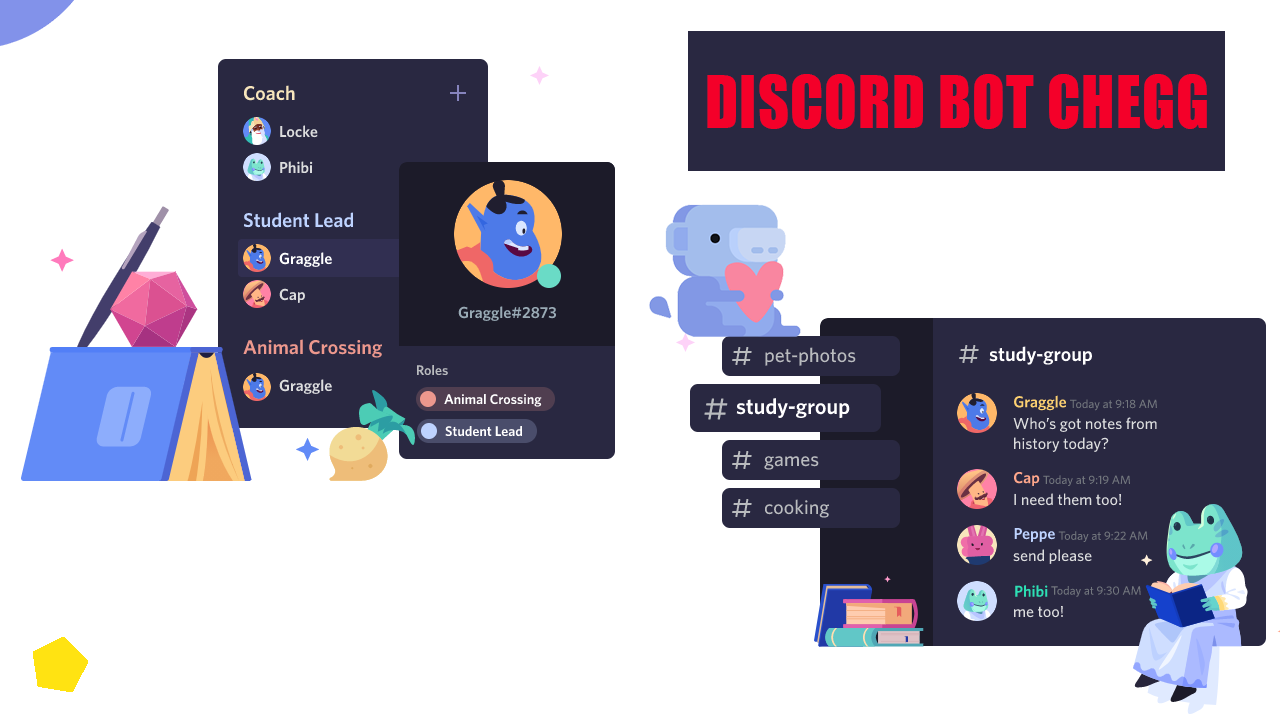 DISCORD BOT CHEGG
Coach
Locke
Phibi
Student Lead
Graggle
Cap
Animal Crossing
Graggle
Graggle#2873
Roles
Animal Crossing
Student Lead
# pet-photos
# study-group
# games
# cooking
# study-group
Graggle Today at 9:18 AM
Who's got notes from
history today?
Cap Today at 9:19 AM
I need them too!
Peppe Today at 9:22 AM
send please
Phibi Today at 9:30 AM
me too!